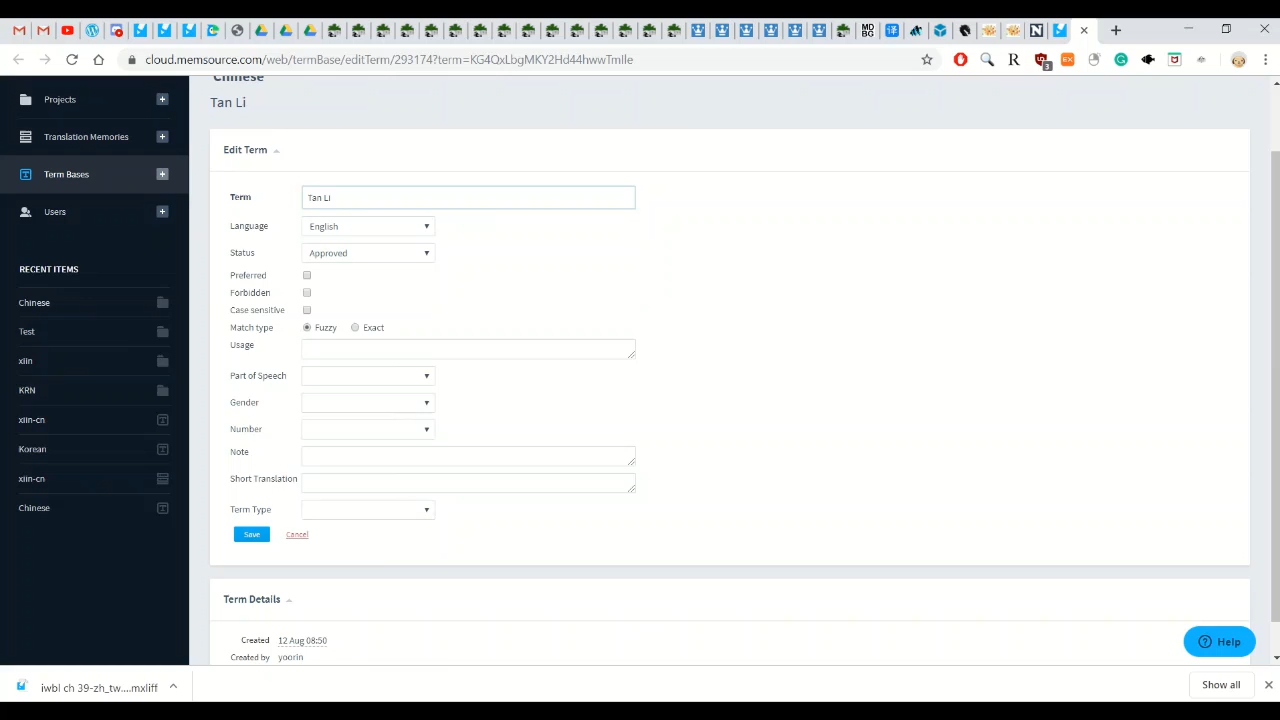 cloud.memsource.com/web/termBase/editTerm/293174?term=KG4QxLbgMKY2Hd44hwwTmlle
Chinese
Tan Li
Projects
Translation Memories
Term Bases
Users
RECENT ITEMS
Chinese
Test
xlin
KRN
xlin-cn
Korean
xlin-cn
Chinese
Edit Term
Term Tan Li
Language English
Status Approved
Preferred
Forbidden
Case sensitive
Match type Fuzzy Exact
Usage
Part of Speech
Gender
Number
Note
Short Translation
Term Type
Save Cancel
Term Details
Created 12 Aug 08:50
Created by yoorin
Help
iwbl ch 39-zh_tw....mxliff
Show all